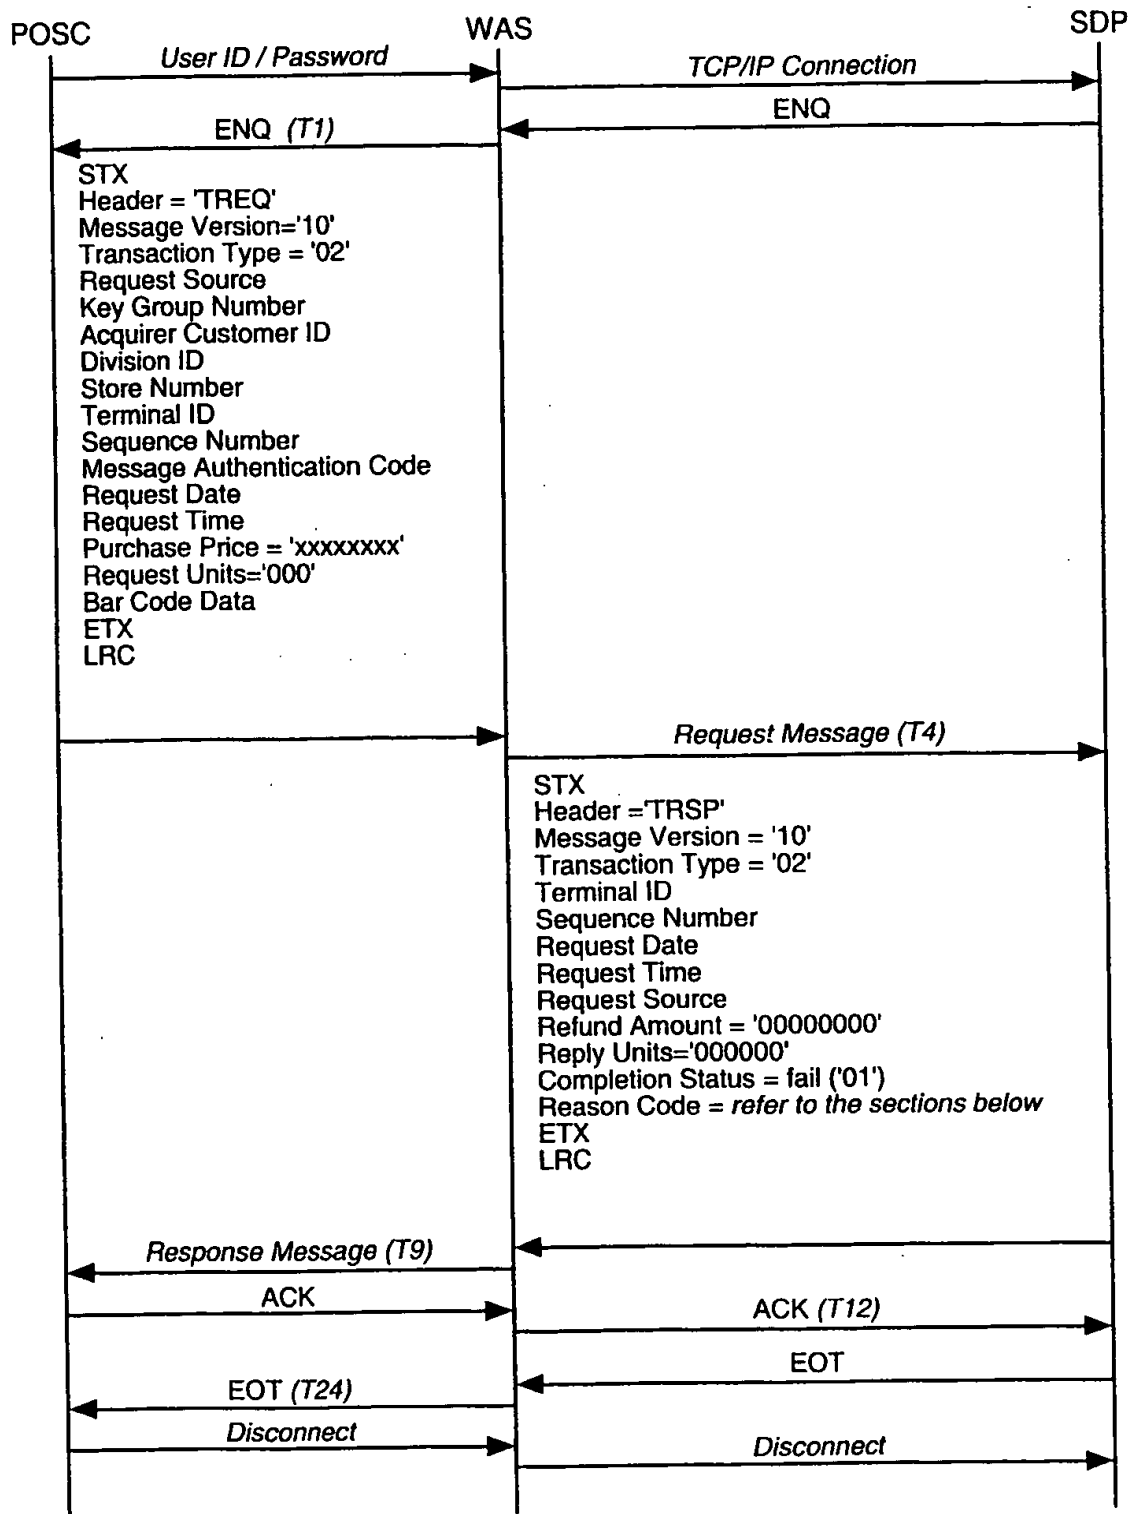 POSC
WAS
SDP
User ID / Password
TCP/IP Connection
ENQ
ENQ (T1)
STX
Header = 'TREQ'
Message Version='10'
Transaction Type = '02'
Request Source
Key Group Number
Acquirer Customer ID
Division ID
Store Number
Terminal ID
Sequence Number
Message Authentication Code
Request Date
Request Time
Purchase Price = 'xxxxxxxx'
Request Units='000'
Bar Code Data
ETX
LRC
Request Message (T4)
STX
Header ='TRSP'
Message Version = '10'
Transaction Type = '02'
Terminal ID
Sequence Number
Request Date
Request Time
Request Source
Refund Amount = '00000000'
Reply Units='000000'
Completion Status = fail ('01')
Reason Code = refer to the sections below
ETX
LRC
Response Message (T9)
ACK
ACK (T12)
EOT
EOT (T24)
Disconnect
Disconnect